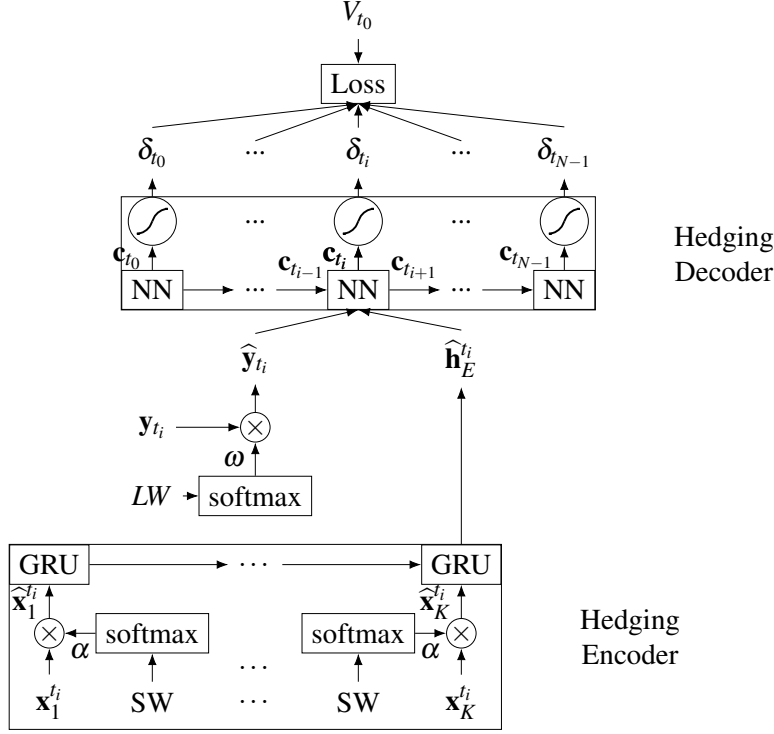 V_{t_0}
Loss
δ_{t_0} ... δ_{t_i} ... δ_{t_{N−1}}
... ...
c_{t_0} c_{t_{i−1}} c_{t_i} c_{t_{i+1}} c_{t_{N−1}}
NN ... NN ... NN
Hedging
Decoder
ŷ_{t_i} ĥ_E^{t_i}
y_{t_i} ×
ω
LW softmax
GRU ... GRU
x̂_1^{t_i} x̂_K^{t_i}
× α softmax softmax α ×
...
x_1^{t_i} SW ... SW x_K^{t_i}
Hedging
Encoder